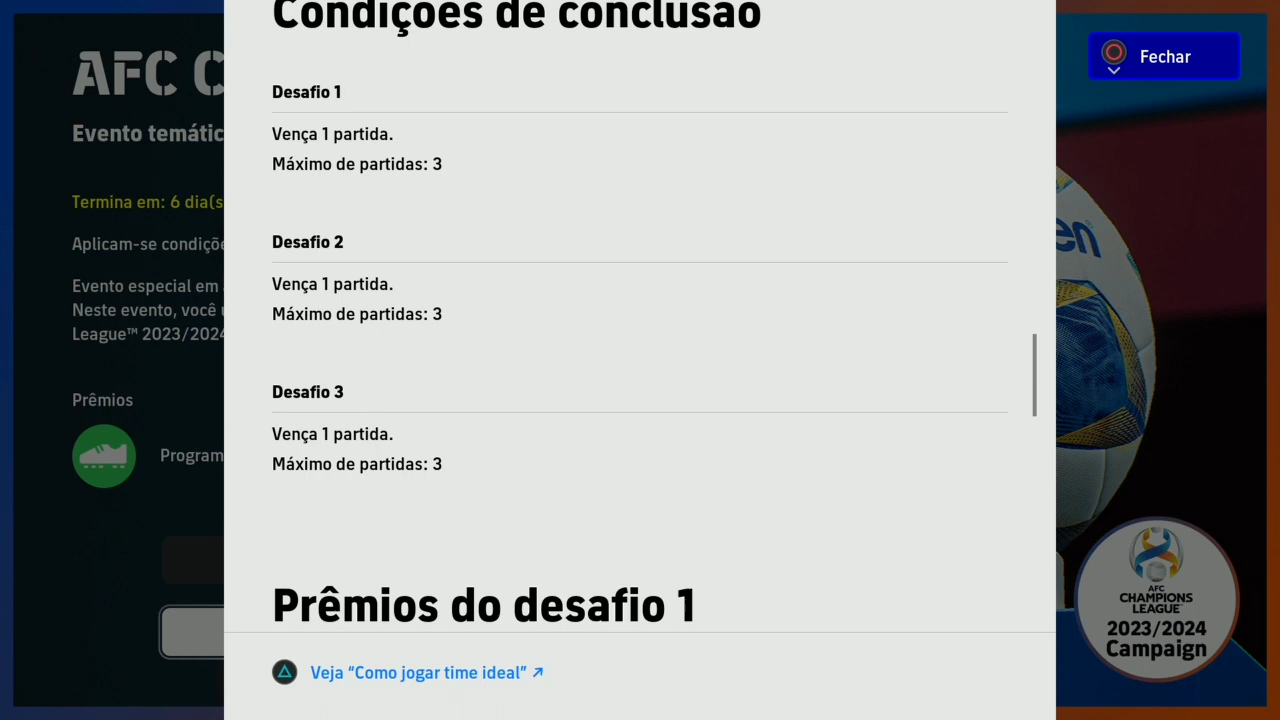 Condições de conclusão
AFC C
Fechar
Desafio 1
Evento temátic
Vença 1 partida.
Máximo de partidas: 3
Termina em: 6 dia(s
Desafio 2
Aplicam-se condiçõe
Vença 1 partida.
Evento especial em
Neste evento, você
Máximo de partidas: 3
League™ 2023/2024
Desafio 3
Prêmios
Vença 1 partida.
Program
Máximo de partidas: 3
Prêmios do desafio 1
Veja “Como jogar time ideal” ↗
en
AFC
CHAMPIONS
LEAGUE™
2023/2024
Campaign